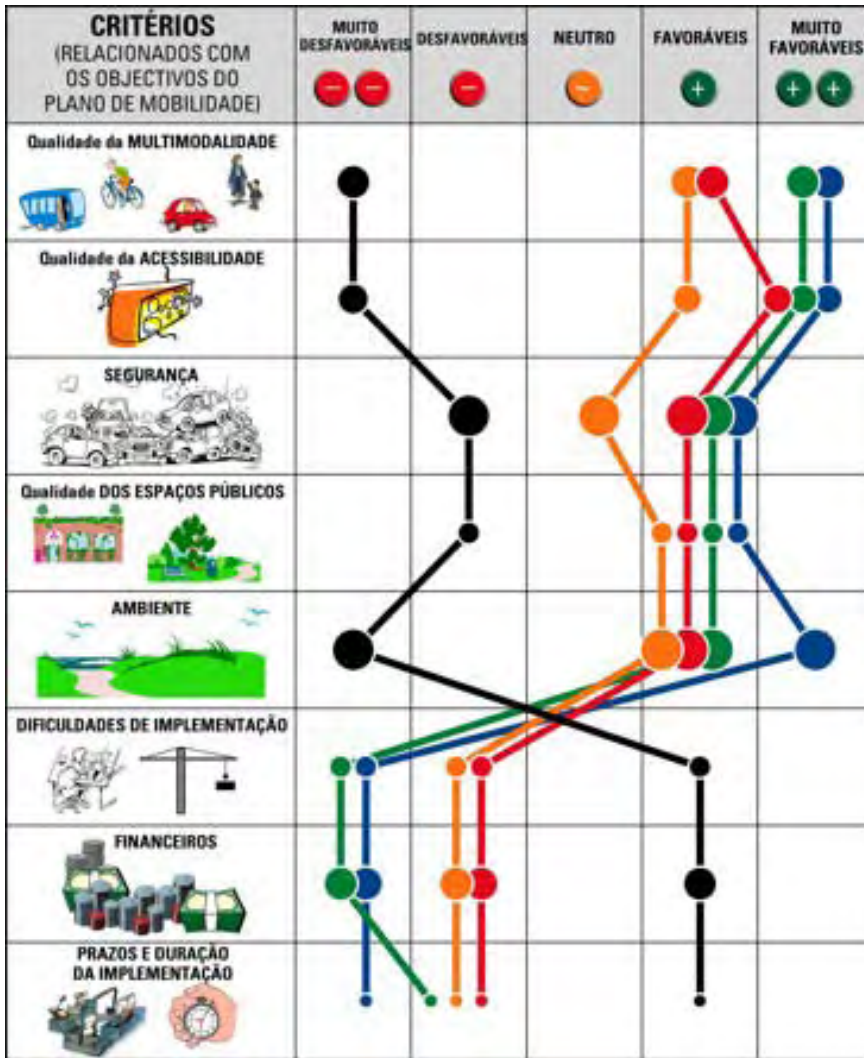 CRITÉRIOS
(RELACIONADOS COM
OS OBJECTIVOS DO
PLANO DE MOBILIDADE)
MUITO
DESFAVORÁVEIS
DESFAVORÁVEIS
NEUTRO
FAVORÁVEIS
MUITO
FAVORÁVEIS
− −
−
~
+
+ +
Qualidade da MULTIMODALIDADE
Qualidade da ACESSIBILIDADE
SEGURANÇA
Qualidade DOS ESPAÇOS PÚBLICOS
AMBIENTE
DIFICULDADES DE IMPLEMENTAÇÃO
FINANCEIROS
PRAZOS E DURAÇÃO
DA IMPLEMENTAÇÃO